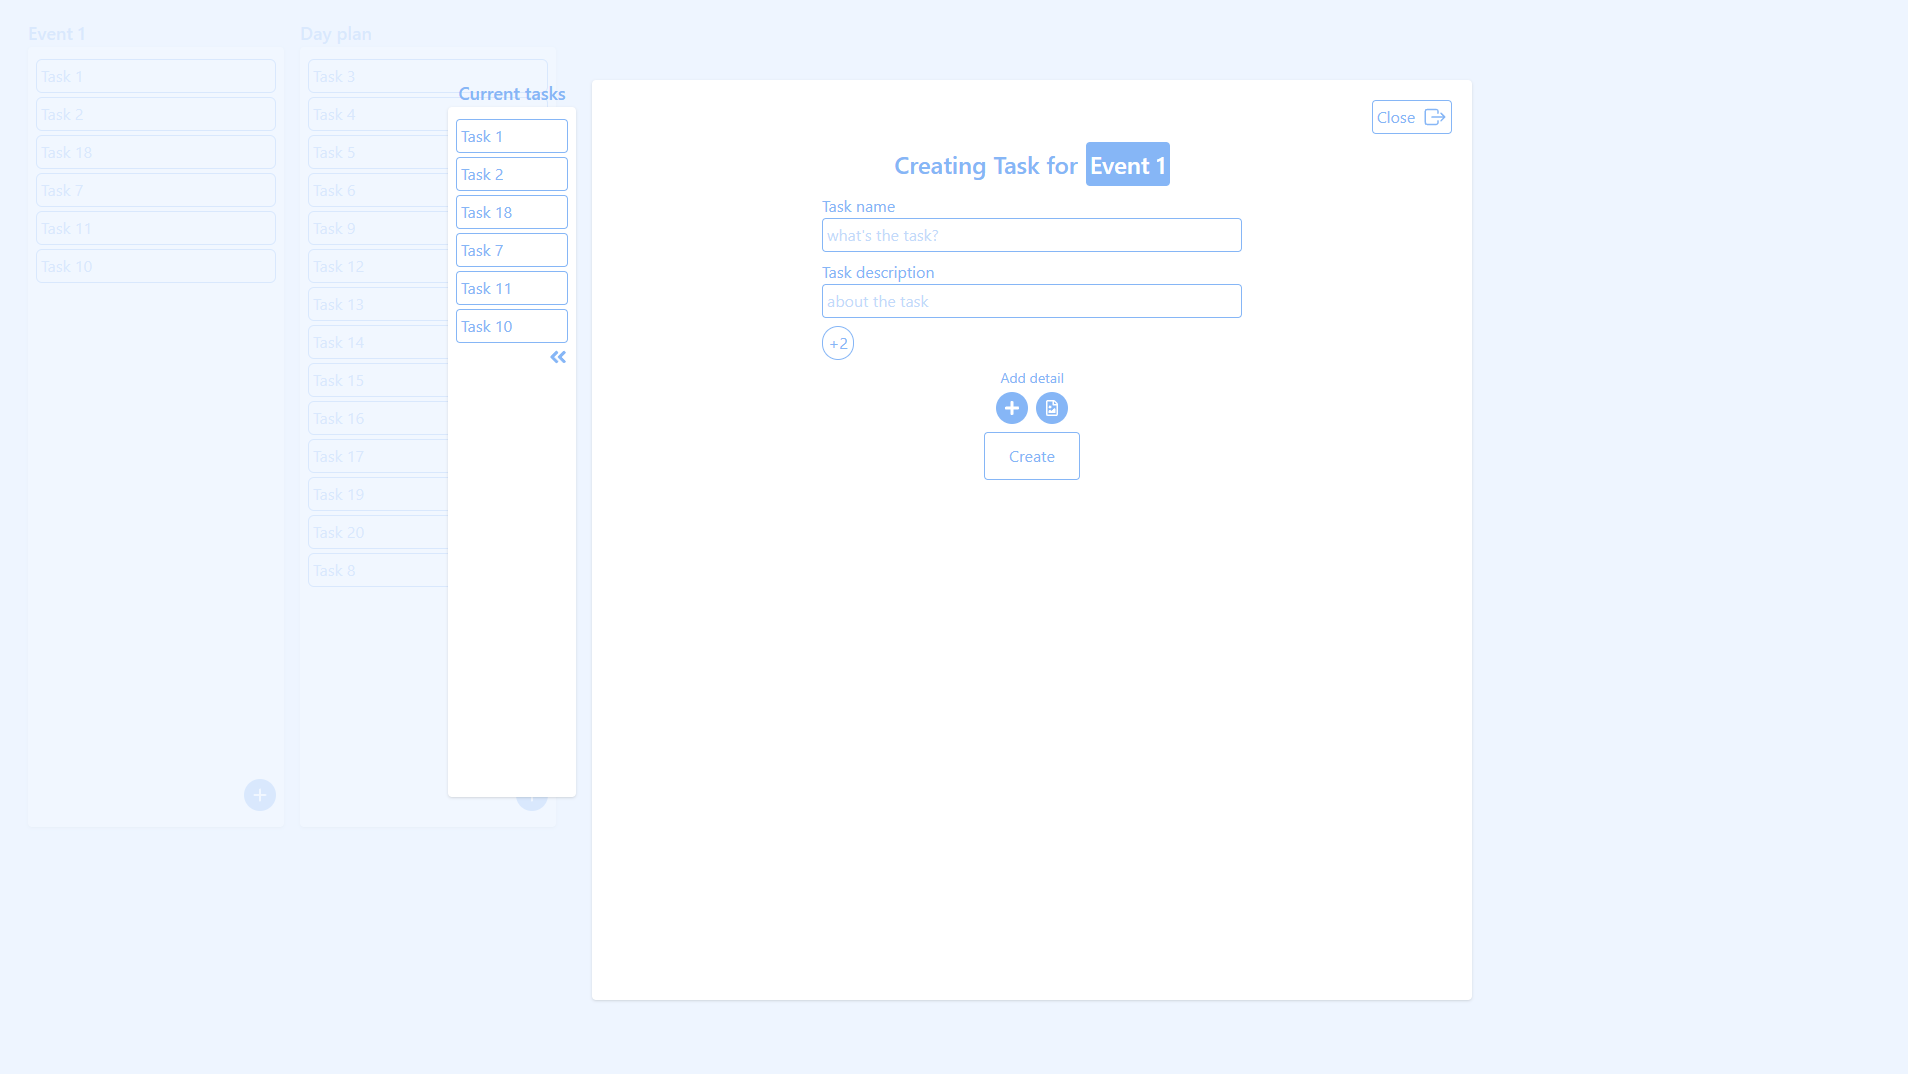 Event 1
Task 1
Task 2
Task 18
Task 7
Task 11
Task 10
Day plan
Task 3
Task 4
Task 5
Task 6
Task 9
Task 12
Task 13
Task 14
Task 15
Task 16
Task 17
Task 19
Task 20
Task 8
Current tasks
Task 1
Task 2
Task 18
Task 7
Task 11
Task 10
Close
Creating Task for Event 1
Task name
what's the task?
Task description
about the task
+2
Add detail
Create